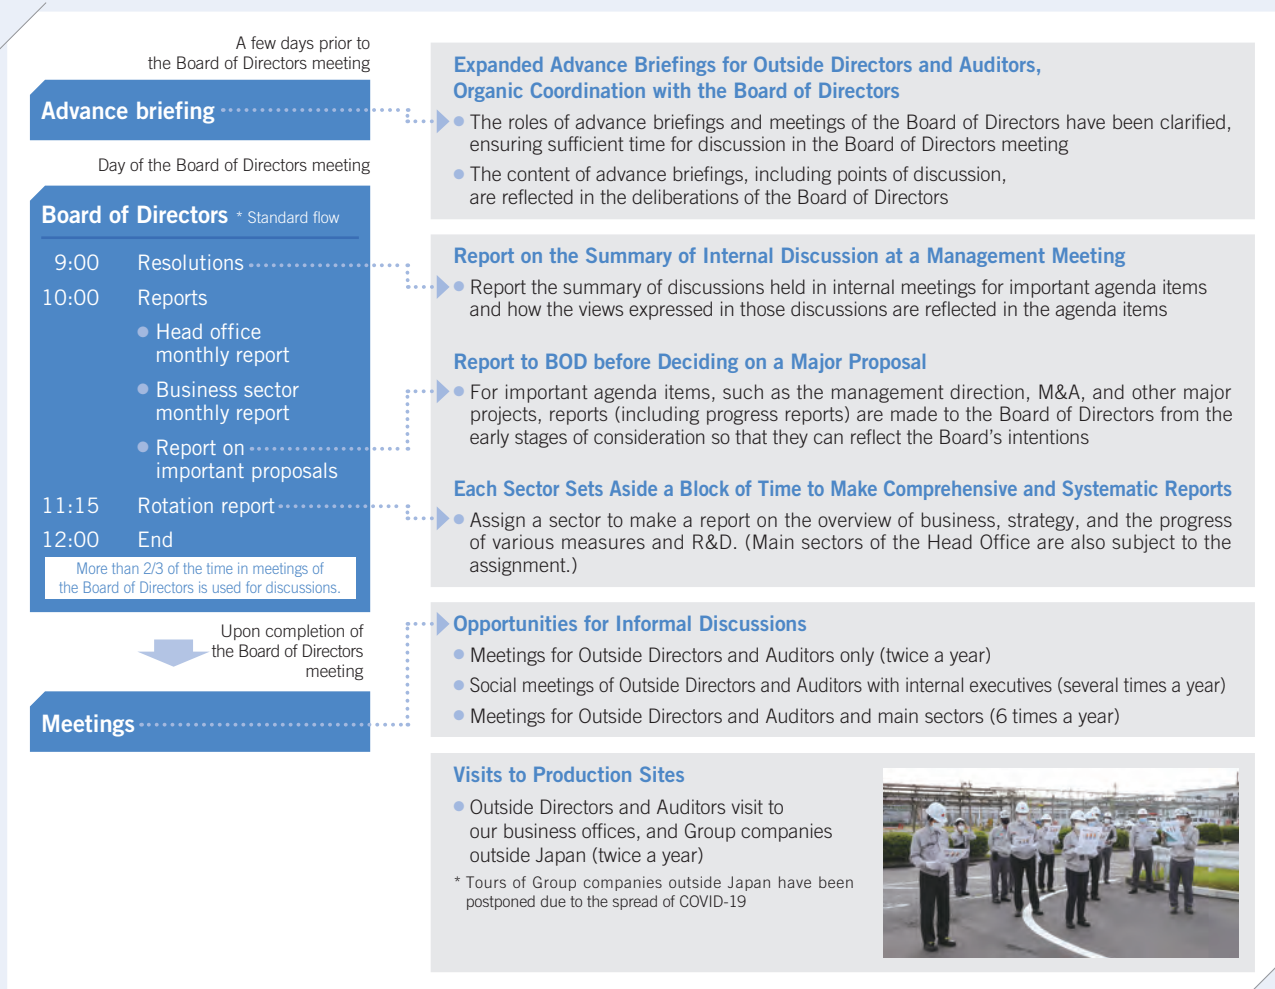 A few days prior to
the Board of Directors meeting
Advance briefing
Expanded Advance Briefings for Outside Directors and Auditors,
Organic Coordination with the Board of Directors
The roles of advance briefings and meetings of the Board of Directors have been clarified,
ensuring sufficient time for discussion in the Board of Directors meeting
The content of advance briefings, including points of discussion,
are reflected in the deliberations of the Board of Directors
Day of the Board of Directors meeting
Board of Directors * Standard flow
9:00 Resolutions
10:00 Reports
Head office
monthly report
Business sector
monthly report
Report on
important proposals
11:15 Rotation report
12:00 End
More than 2/3 of the time in meetings of
the Board of Directors is used for discussions.
Report on the Summary of Internal Discussion at a Management Meeting
Report the summary of discussions held in internal meetings for important agenda items
and how the views expressed in those discussions are reflected in the agenda items
Report to BOD before Deciding on a Major Proposal
For important agenda items, such as the management direction, M&A, and other major
projects, reports (including progress reports) are made to the Board of Directors from the
early stages of consideration so that they can reflect the Board's intentions
Each Sector Sets Aside a Block of Time to Make Comprehensive and Systematic Reports
Assign a sector to make a report on the overview of business, strategy, and the progress
of various measures and R&D. (Main sectors of the Head Office are also subject to the
assignment.)
Upon completion of
the Board of Directors
meeting
Meetings
Opportunities for Informal Discussions
Meetings for Outside Directors and Auditors only (twice a year)
Social meetings of Outside Directors and Auditors with internal executives (several times a year)
Meetings for Outside Directors and Auditors and main sectors (6 times a year)
Visits to Production Sites
Outside Directors and Auditors visit to
our business offices, and Group companies
outside Japan (twice a year)
* Tours of Group companies outside Japan have been
postponed due to the spread of COVID-19